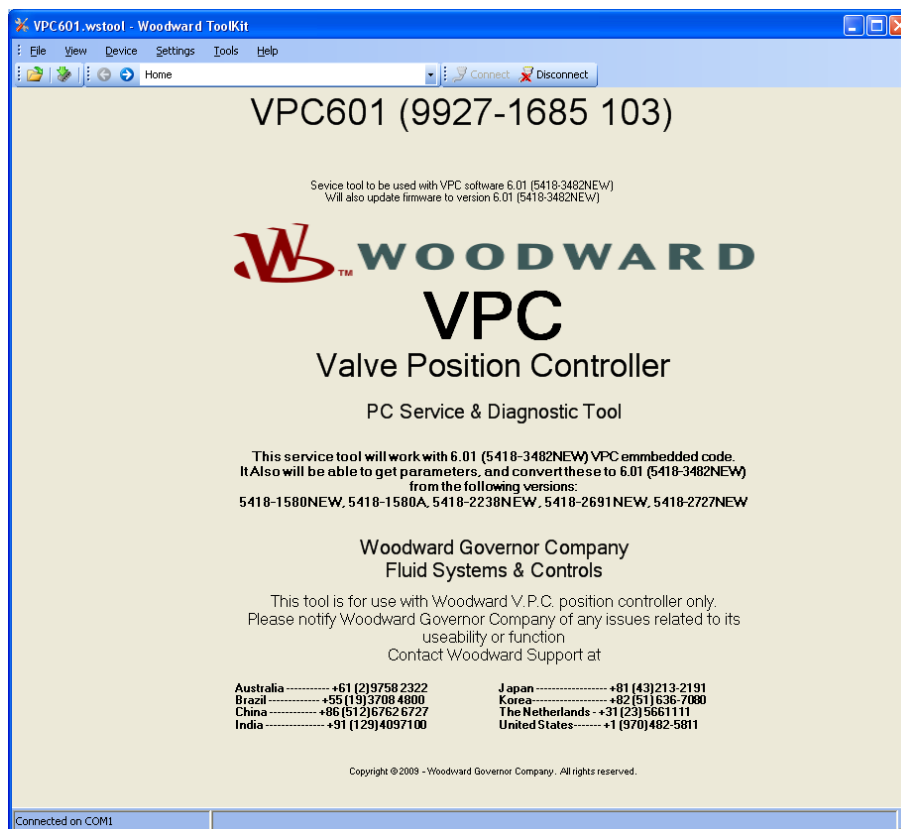 VPC601.wstool - Woodward ToolKit
File View Device Settings Tools Help
Home Connect Disconnect
VPC601 (9927-1685 103)
Sevice tool to be used with VPC software 6.01 (5418-3482NEW)
Will also update firmware to version 6.01 (5418-3482NEW)
W TM WOODWARD
VPC
Valve Position Controller
PC Service & Diagnostic Tool
This service tool will work with 6.01 (5418-3482NEW) VPC emmbedded code.
It Also will be able to get parameters, and convert these to 6.01 (5418-3482NEW)
from the following versions:
5418-1580NEW, 5418-1580A, 5418-2238NEW, 5418-2691NEW, 5418-2727NEW
Woodward Governor Company
Fluid Systems & Controls
This tool is for use with Woodward V.P.C. position controller only.
Please notify Woodward Governor Company of any issues related to its
useability or function
Contact Woodward Support at
Australia ----------- +61 (2)9758 2322 Japan ------------------ +81 (43)213-2191
Brazil ------------- +55 (19)3708 4800 Korea------------------- +82 (51) 636-7080
China ------------ +86 (512)6762 6727 The Netherlands - +31 (23) 5661111
India --------------- +91 (129)4097100 United States------- +1 (970)482-5811
Copyright © 2009 - Woodward Governor Company. All rights reserved.
Connected on COM1